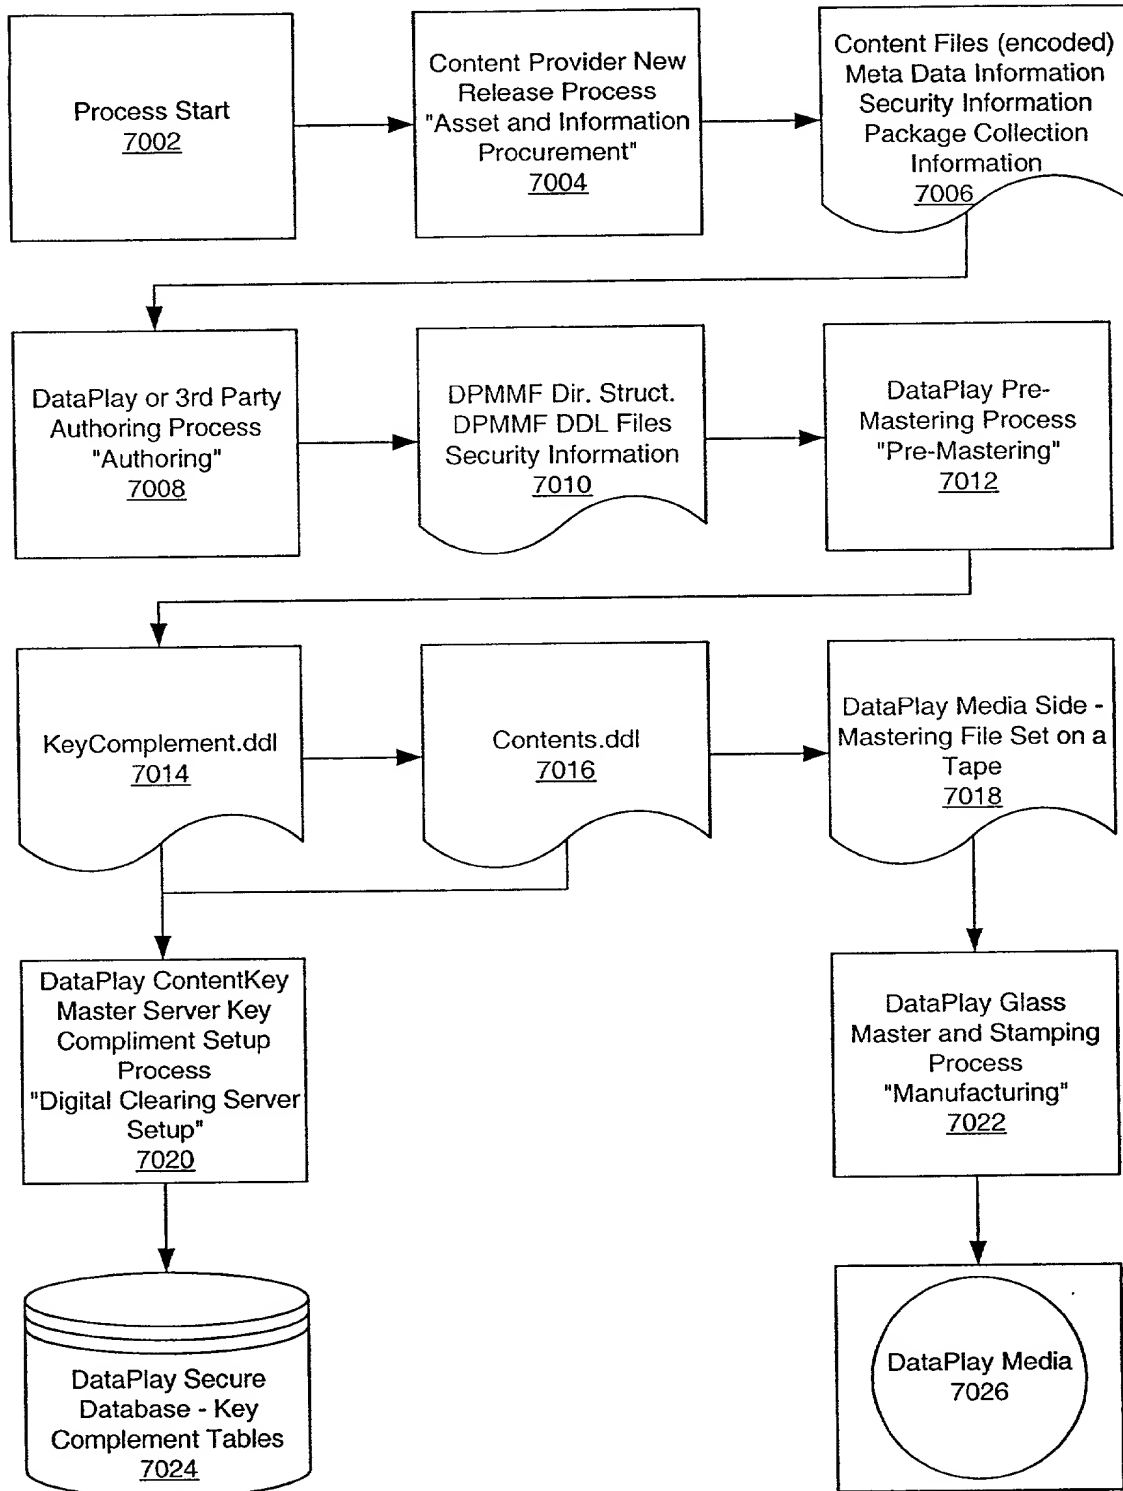 Process Start
7002
Content Provider New
Release Process
"Asset and Information
Procurement"
7004
Content Files (encoded)
Meta Data Information
Security Information
Package Collection
Information
7006
DataPlay or 3rd Party
Authoring Process
"Authoring"
7008
DPMMF Dir. Struct.
DPMMF DDL Files
Security Information
7010
DataPlay Pre-
Mastering Process
"Pre-Mastering"
7012
KeyComplement.ddl
7014
Contents.ddl
7016
DataPlay Media Side -
Mastering File Set on a
Tape
7018
DataPlay ContentKey
Master Server Key
Compliment Setup
Process
"Digital Clearing Server
Setup"
7020
DataPlay Glass
Master and Stamping
Process
"Manufacturing"
7022
DataPlay Secure
Database - Key
Complement Tables
7024
DataPlay Media
7026